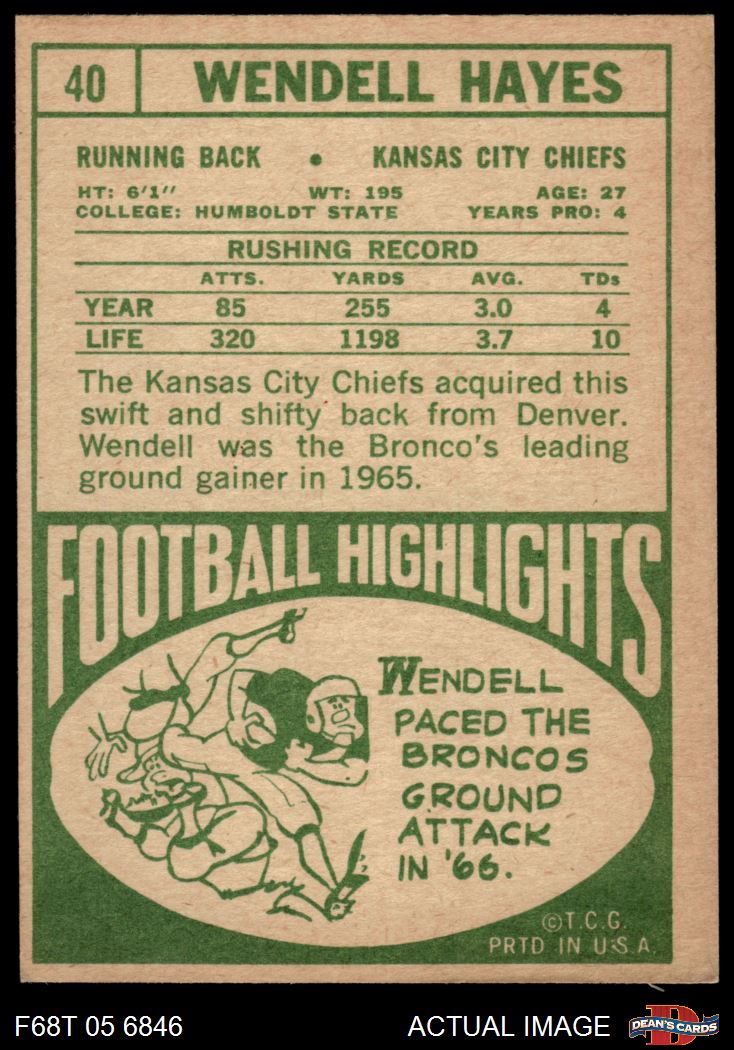 40 WENDELL HAYES
RUNNING BACK • KANSAS CITY CHIEFS
HT: 6'1" WT: 195 AGE: 27
COLLEGE: HUMBOLDT STATE YEARS PRO: 4
RUSHING RECORD
ATTS. YARDS AVG. TDs
YEAR 85 255 3.0 4
LIFE 320 1198 3.7 10
The Kansas City Chiefs acquired this
swift and shifty back from Denver.
Wendell was the Bronco's leading
ground gainer in 1965.
FOOTBALL HIGHLIGHTS
WENDELL
PACED THE
BRONCOS
GROUND
ATTACK
IN '66.
©T.C.G.
PRTD IN U.S.A.
F68T 05 6846 ACTUAL IMAGE D DEAN'S CARDS